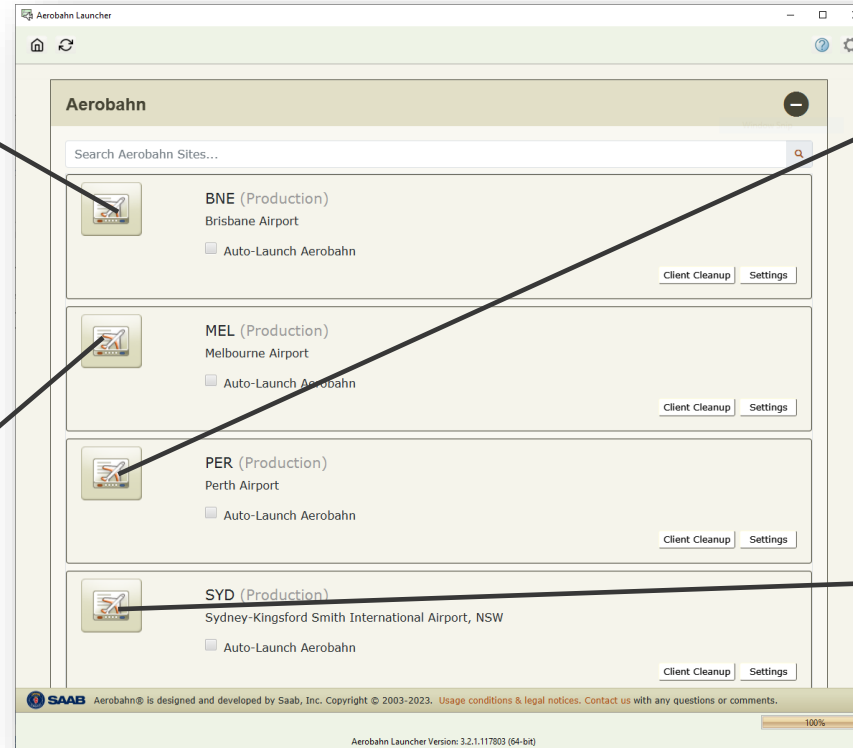 Aerobahn Launcher
Aerobahn
Search Aerobahn Sites...
BNE (Production)
Brisbane Airport
Auto-Launch Aerobahn
Client Cleanup Settings
MEL (Production)
Melbourne Airport
Auto-Launch Aerobahn
Client Cleanup Settings
PER (Production)
Perth Airport
Auto-Launch Aerobahn
Client Cleanup Settings
SYD (Production)
Sydney-Kingsford Smith International Airport, NSW
Auto-Launch Aerobahn
Client Cleanup Settings
SAAB Aerobahn® is designed and developed by Saab, Inc. Copyright © 2003-2023. Usage conditions & legal notices. Contact us with any questions or comments.
100%
Aerobahn Launcher Version: 3.2.1.117803 (64-bit)